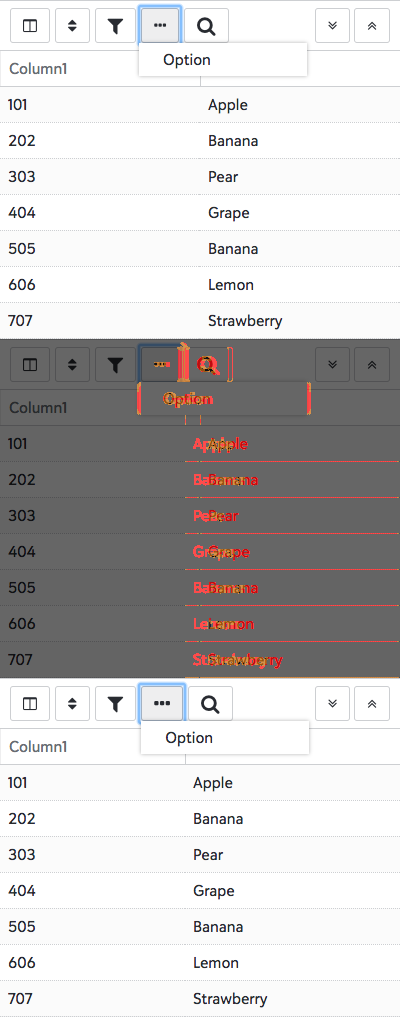 Option
Column1
101 Apple
202 Banana
303 Pear
404 Grape
505 Banana
606 Lemon
707 Strawberry
Option
Column1
101 Apple
202 Banana
303 Pear
404 Grape
505 Banana
606 Lemon
707 Strawberry
Option
Column1
101 Apple
202 Banana
303 Pear
404 Grape
505 Banana
606 Lemon
707 Strawberry